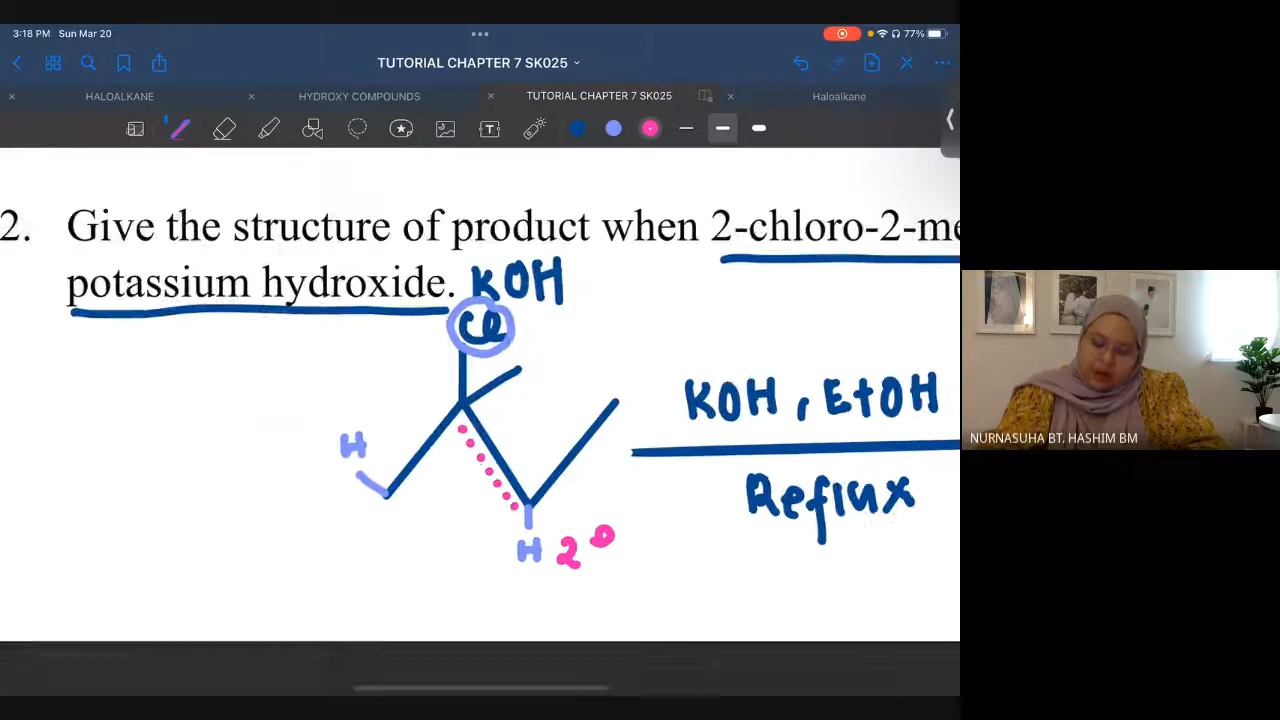 3:18 PM Sun Mar 20
77%
TUTORIAL CHAPTER 7 SK025
HALOALKANE
HYDROXY COMPOUNDS
TUTORIAL CHAPTER 7 SK025
Haloalkane
2. Give the structure of product when 2-chloro-2-me
potassium hydroxide. KOH
Cl
KOH, EtOH
H
Reflux
H 2°
NURNASUHA BT. HASHIM BM